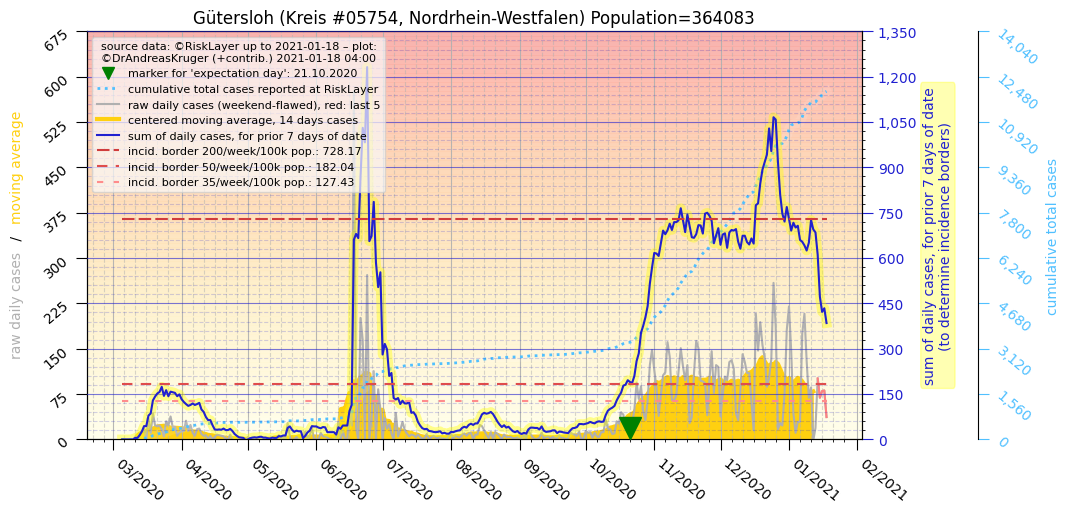 Gütersloh (Kreis #05754, Nordrhein-Westfalen) Population=364083
source data: ©RiskLayer up to 2021-01-18 – plot:
©DrAndreasKruger (+contrib.) 2021-01-18 04:00
marker for 'expectation day': 21.10.2020
cumulative total cases reported at RiskLayer
raw daily cases (weekend-flawed), red: last 5
centered moving average, 14 days cases
sum of daily cases, for prior 7 days of date
incid. border 200/week/100k pop.: 728.17
incid. border 50/week/100k pop.: 182.04
incid. border 35/week/100k pop.: 127.43
raw daily cases / moving average
675
600
525
450
375
300
225
150
75
0
03/2020
04/2020
05/2020
06/2020
07/2020
08/2020
09/2020
10/2020
11/2020
12/2020
01/2021
02/2021
1,350
1,200
1,050
900
750
600
450
300
150
0
sum of daily cases, for prior 7 days of date
(to determine incidence borders)
14,040
12,480
10,920
9,360
7,800
6,240
4,680
3,120
1,560
0
cumulative total cases